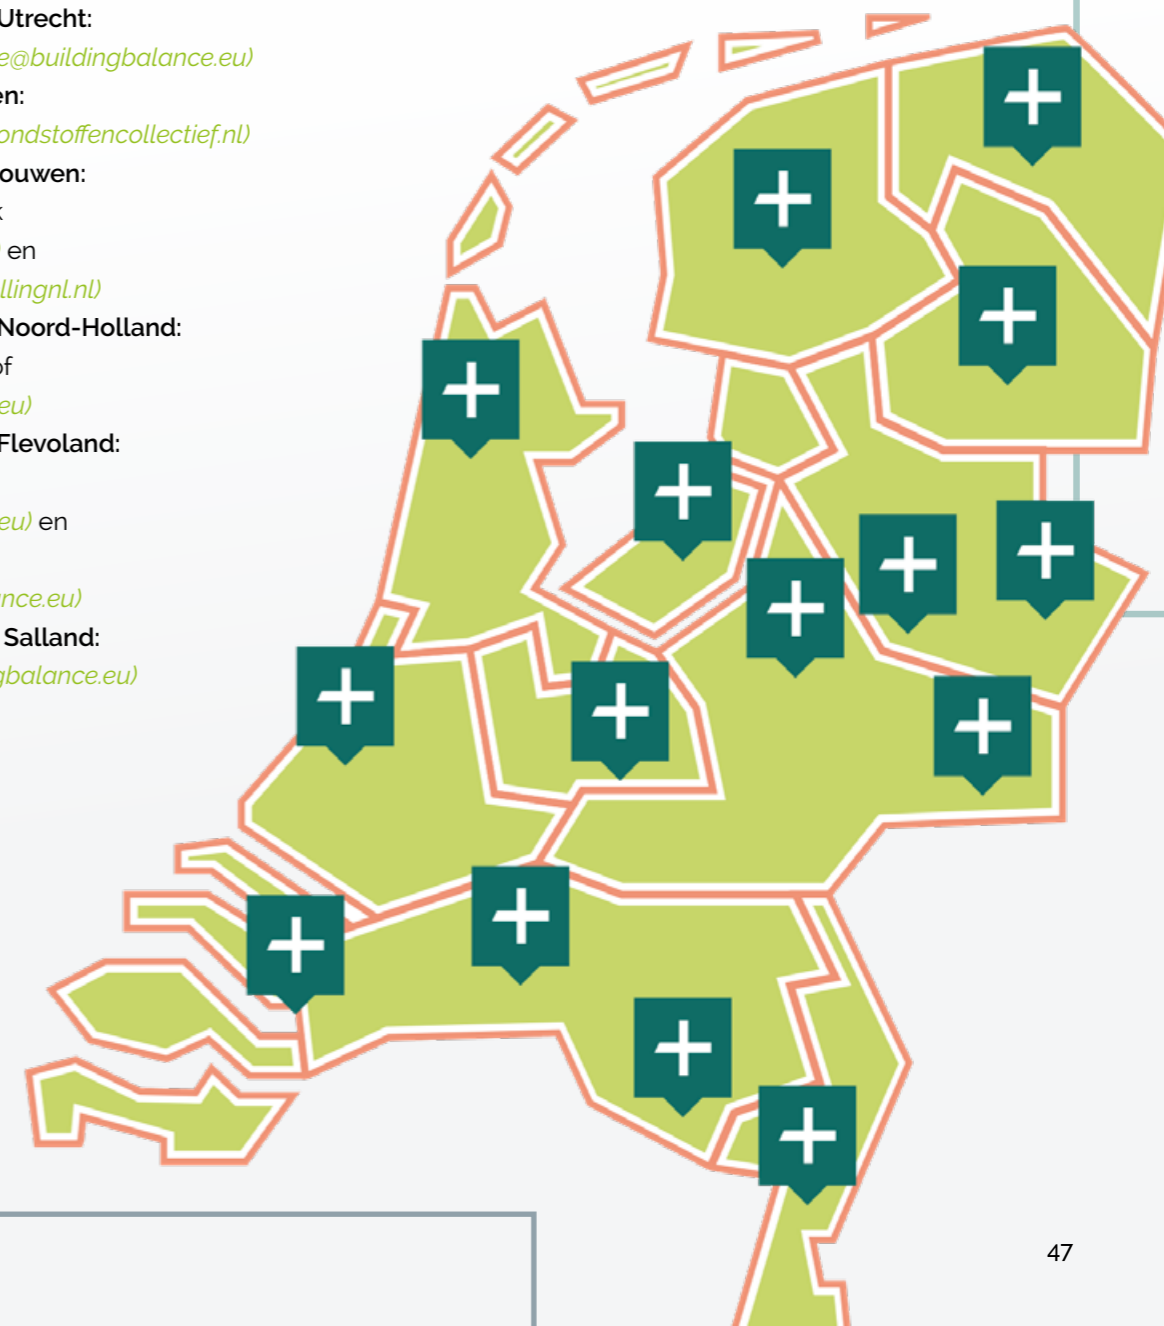 Utrecht:
e@buildingbalance.eu)
en:
ondstoffencollectief.nl)
ouwen:
k
en
llingnl.nl)
Noord-Holland:
of
eu)
Flevoland:
eu) en
nce.eu)
Salland:
gbalance.eu)
47